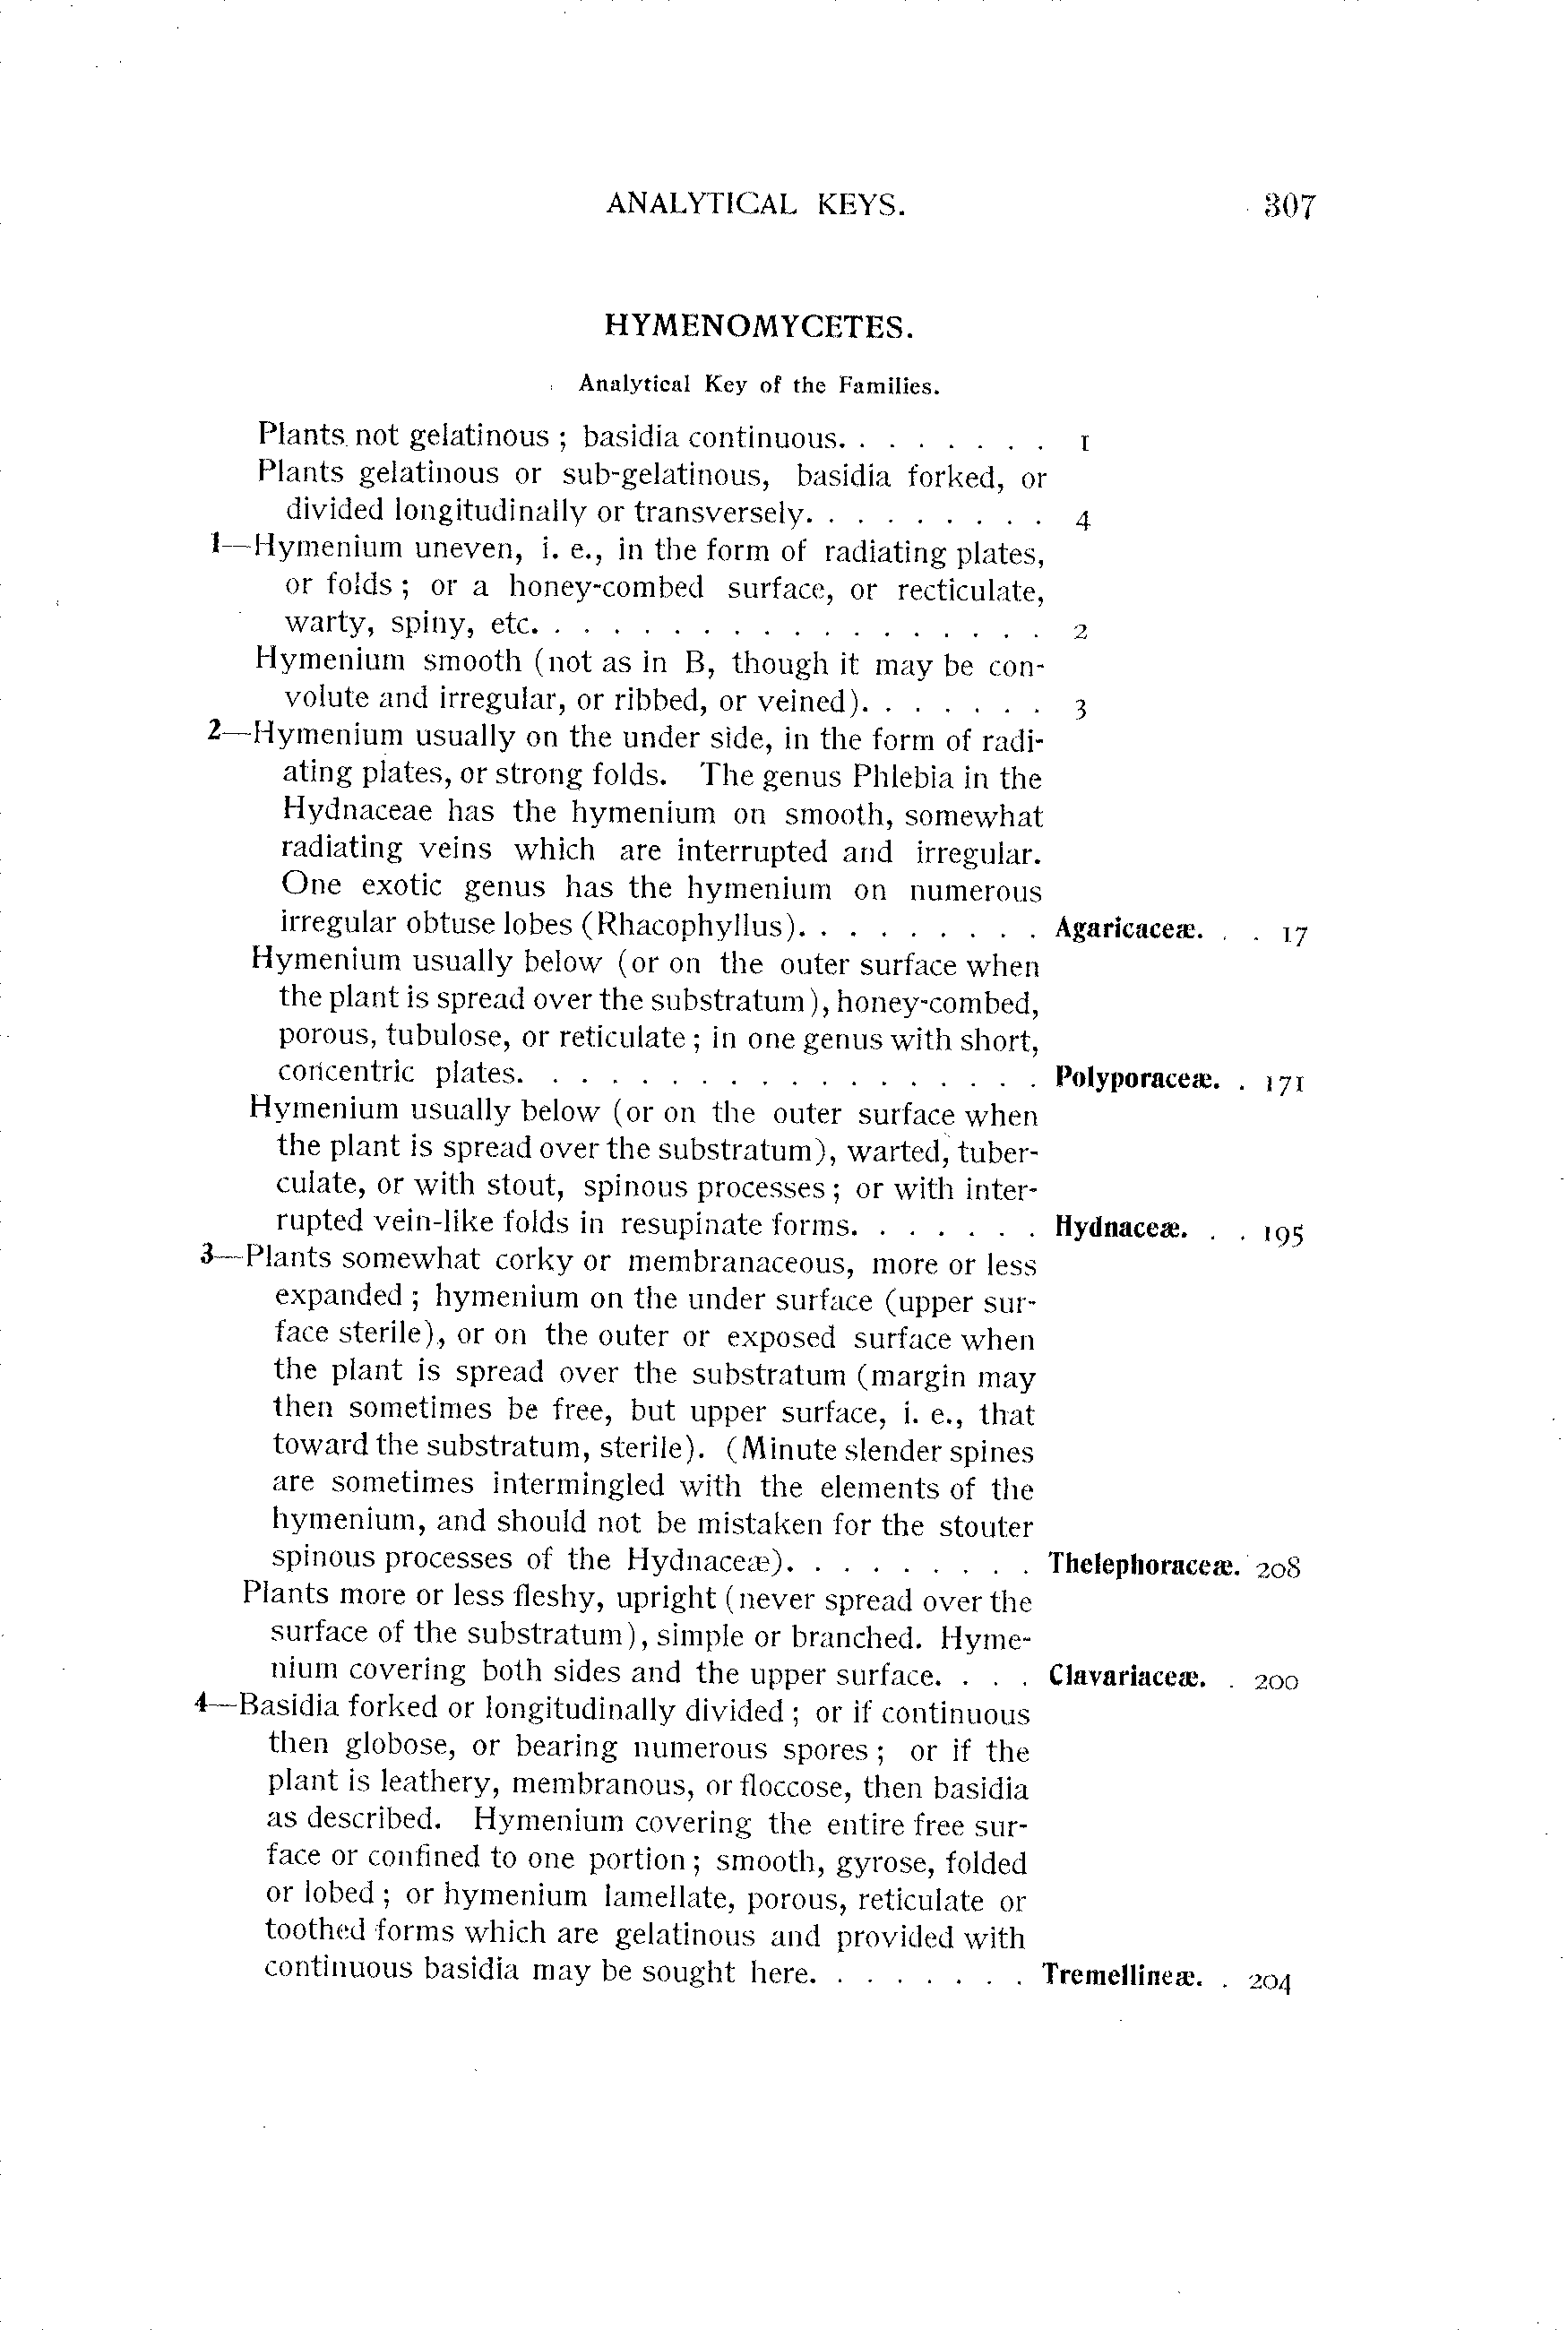 ANALYTICAL KEYS. 307
HYMENOMYCETES.
Analytical Key of the Families.
Plants not gelatinous ; basidia continuous. . . . . . . . 1
Plants gelatinous or sub-gelatinous, basidia forked, or
divided longitudinally or transversely. . . . . . . . . 4
1—Hymenium uneven, i. e., in the form of radiating plates,
or folds ; or a honey-combed surface, or recticulate,
warty, spiny, etc. . . . . . . . . . . . . . . . . . 2
Hymenium smooth (not as in B, though it may be con-
volute and irregular, or ribbed, or veined). . . . . . . 3
2—Hymenium usually on the under side, in the form of radi-
ating plates, or strong folds. The genus Phlebia in the
Hydnaceae has the hymenium on smooth, somewhat
radiating veins which are interrupted and irregular.
One exotic genus has the hymenium on numerous
irregular obtuse lobes (Rhacophyllus). . . . . . . . . Agaricaceæ. . . 17
Hymenium usually below (or on the outer surface when
the plant is spread over the substratum), honey-combed,
porous, tubulose, or reticulate ; in one genus with short,
concentric plates. . . . . . . . . . . . . . . . . . Polyporaceæ. . 171
Hymenium usually below (or on the outer surface when
the plant is spread over the substratum), warted, tuber-
culate, or with stout, spinous processes ; or with inter-
rupted vein-like folds in resupinate forms. . . . . . . Hydnaceæ. . . 195
3—Plants somewhat corky or membranaceous, more or less
expanded ; hymenium on the under surface (upper sur-
face sterile), or on the outer or exposed surface when
the plant is spread over the substratum (margin may
then sometimes be free, but upper surface, i. e., that
toward the substratum, sterile). (Minute slender spines
are sometimes intermingled with the elements of the
hymenium, and should not be mistaken for the stouter
spinous processes of the Hydnaceæ). . . . . . . . . Thelephoraceæ. 208
Plants more or less fleshy, upright (never spread over the
surface of the substratum), simple or branched. Hyme-
nium covering both sides and the upper surface. . . . Clavariaceæ. . 200
4—Basidia forked or longitudinally divided ; or if continuous
then globose, or bearing numerous spores ; or if the
plant is leathery, membranous, or floccose, then basidia
as described. Hymenium covering the entire free sur-
face or confined to one portion ; smooth, gyrose, folded
or lobed ; or hymenium lamellate, porous, reticulate or
toothed forms which are gelatinous and provided with
continuous basidia may be sought here. . . . . . . . Tremellineæ. . 204